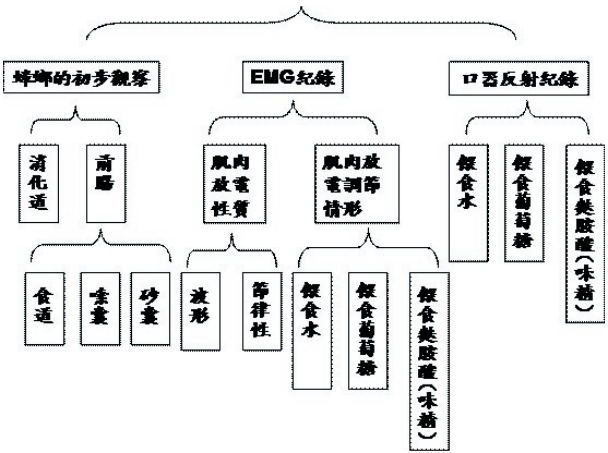 蟑螂的初步觀察
EMG紀錄
口器反射紀錄
消化道
前腸
肌肉放電性質
肌肉放電調節情形
餵食水
餵食葡萄糖
餵食麩胺酸(味精)
食道
嗉囊
砂囊
波形
節律性
餵食水
餵食葡萄糖
餵食麩胺酸(味精)